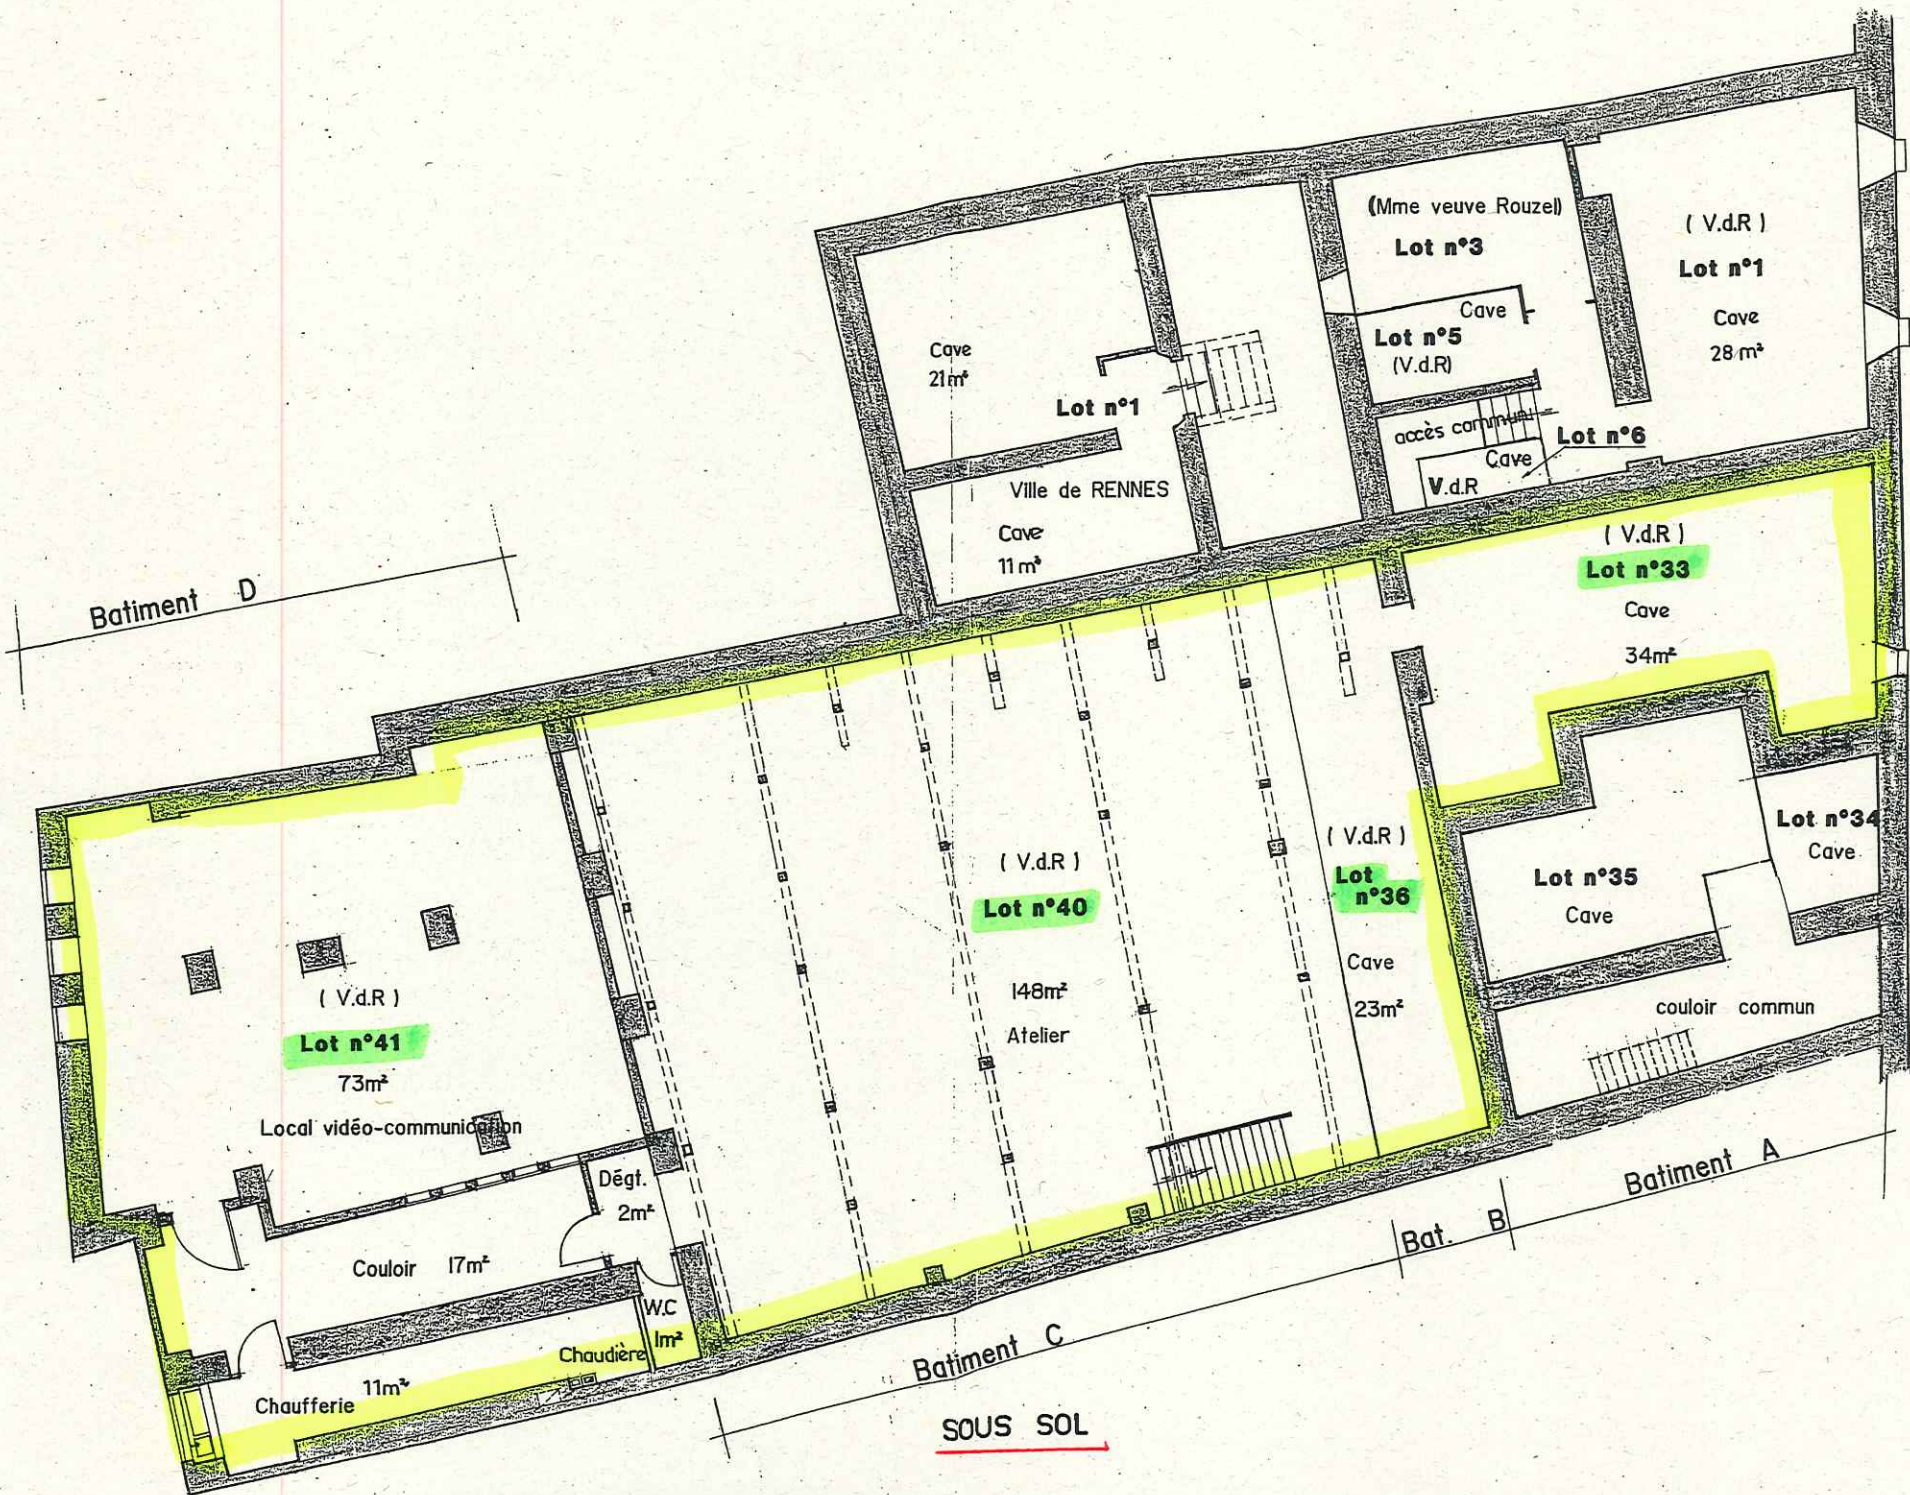 (Mme veuve Rouzel)
Lot n°3
( V.d.R )
Lot n°1
Cave
28 m²
Cave
Lot n°5
(V.d.R)
Cave
21m²
Lot n°1
accès commun
Lot n°6
Cave
V.d.R
Ville de RENNES
Cave
11m²
( V.d.R )
Lot n°33
Cave
34m²
Batiment D
( V.d.R )
Lot n°40
148m²
Atelier
( V.d.R )
Lot
n°36
Cave
23m²
Lot n°34
Cave
Lot n°35
Cave
couloir commun
( V.d.R )
Lot n°41
73m²
Local vidéo-communication
Dégt.
2m²
Couloir 17m²
W.C
1m²
Chaudière
11m²
Chaufferie
Batiment A
Bat. B
Batiment C
SOUS SOL